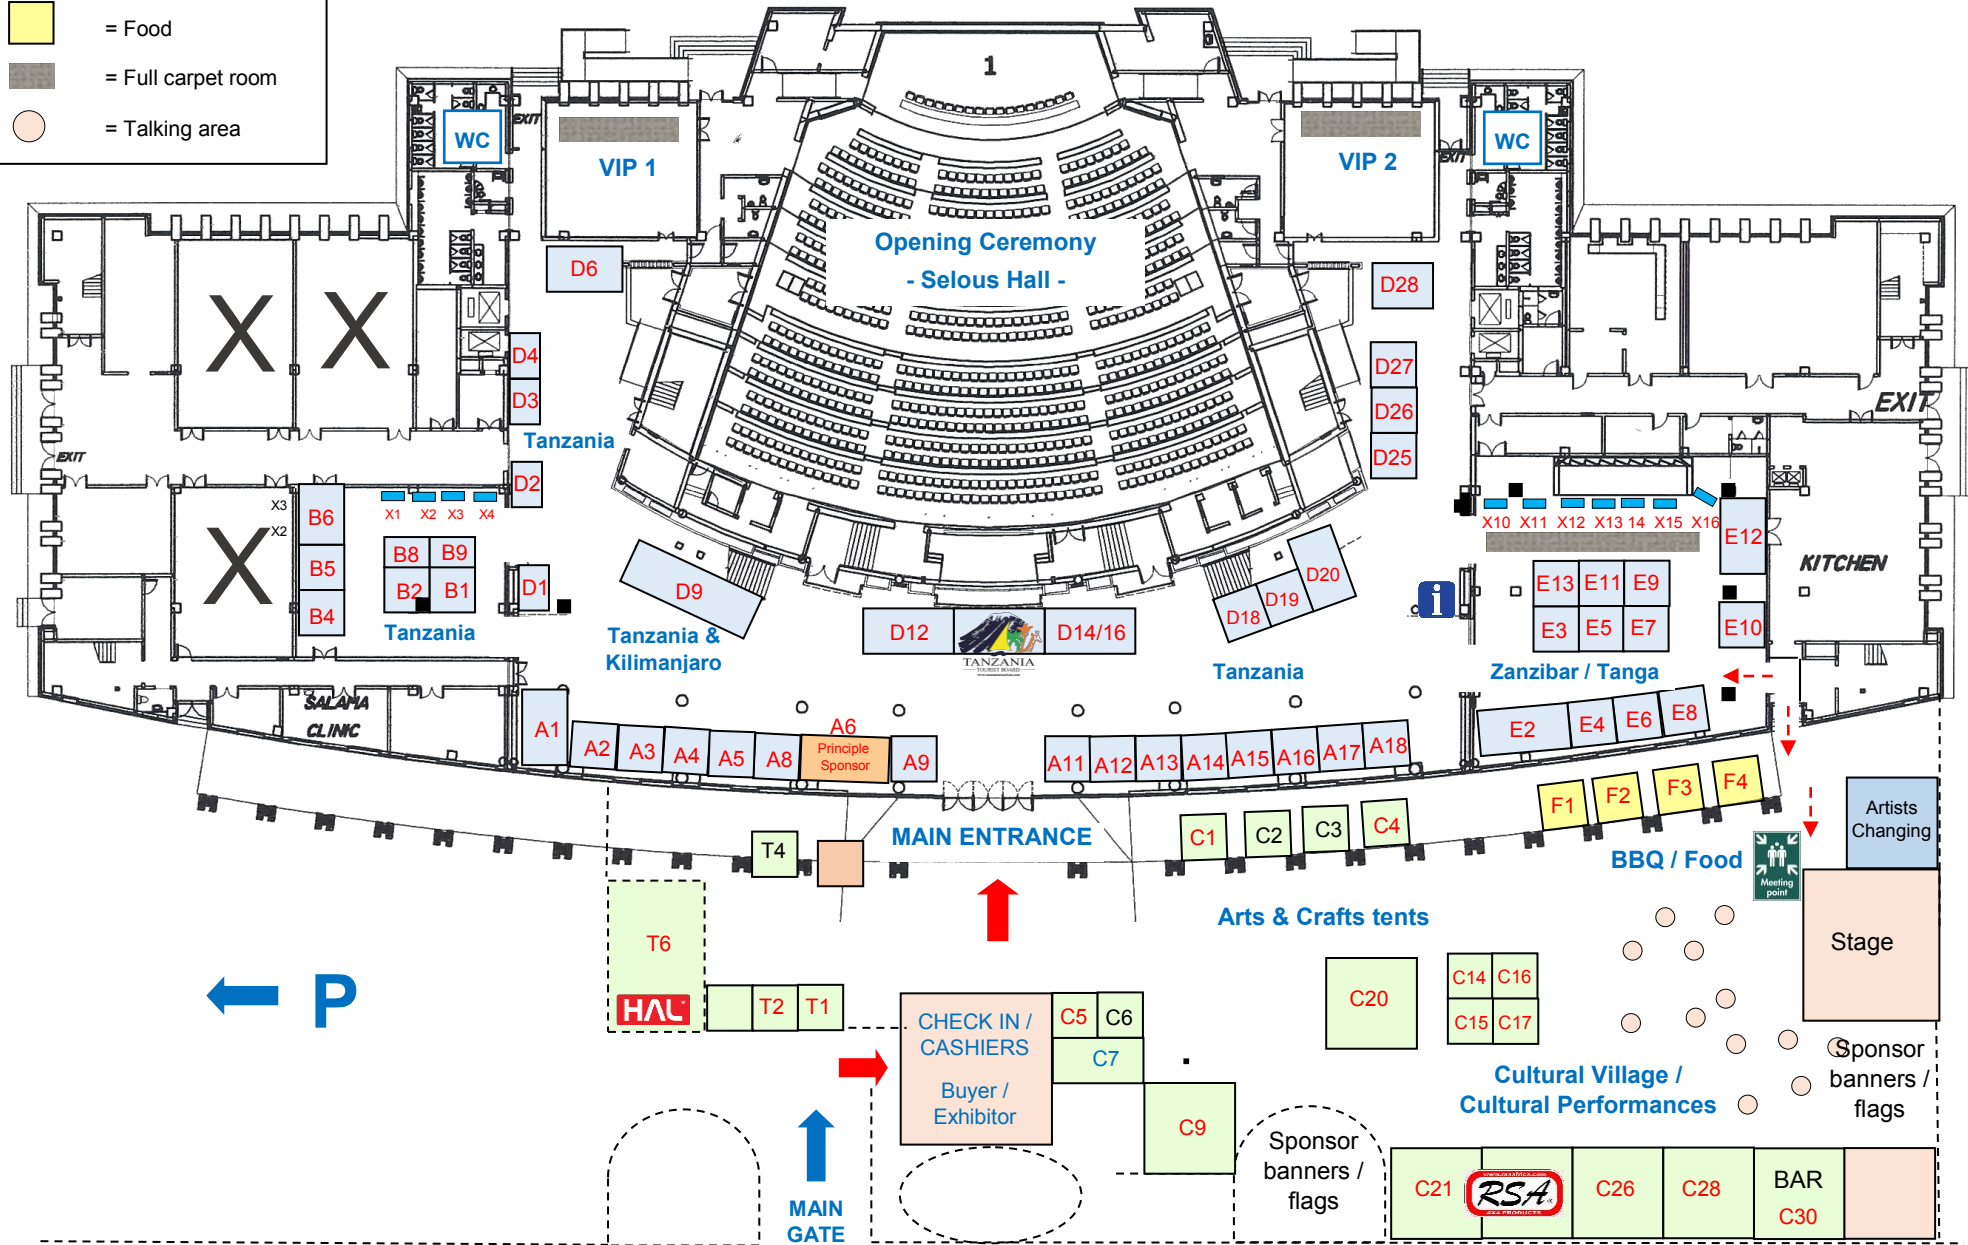 = Food
= Full carpet room
= Talking area
WC
EXIT
VIP 1
1
VIP 2
EXIT
WC
Opening Ceremony
- Selous Hall -
D6
D28
X
X
D4
D3
D27
D26
D25
Tanzania
EXIT
EXIT
D2
X3
X2
X
B6
B5
B4
X1 X2 X3 X4
B8 B9
B2 B1
Tanzania
D1
D9
Tanzania &
Kilimanjaro
D12
TANZANIA
TOURIST BOARD
D14/16
D18
D19
D20
Tanzania
i
X10 X11 X12 X13 14 X15 X16
E12
E13 E11 E9
E3 E5 E7
E10
KITCHEN
Zanzibar / Tanga
E2
E4
E6
E8
SALAMA
CLINIC
A1
A2
A3
A4
A5
A8
A6
Principle
Sponsor
A9
A11
A12
A13
A14
A15
A16
A17
A18
MAIN ENTRANCE
T4
C1
C2
C3
C4
F1
F2
F3
F4
BBQ / Food
Meeting
point
Artists
Changing
Stage
Arts & Crafts tents
T6
HAL
T2
T1
P
CHECK IN /
CASHIERS
Buyer /
Exhibitor
C5
C6
C7
C9
C20
C14 C16
C15 C17
Cultural Village /
Cultural Performances
Sponsor
banners /
flags
Sponsor
banners /
flags
MAIN
GATE
C21
www.rsaafrica.com
RSA
4X4 PRODUCTS
C26
C28
BAR
C30